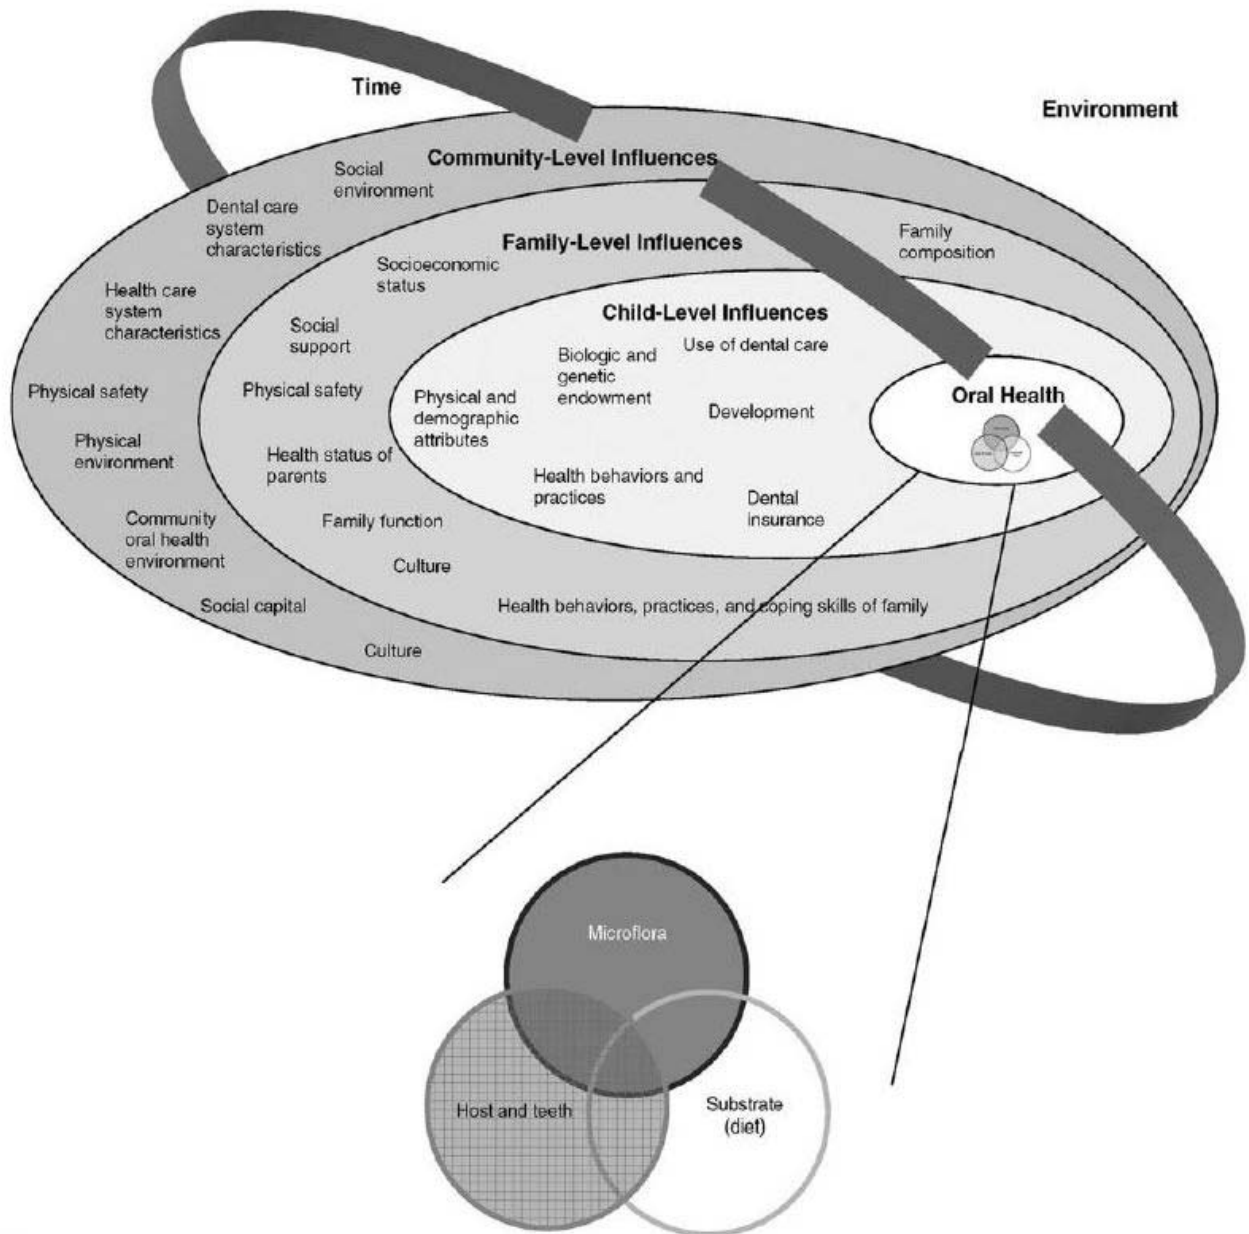 Time
Environment
Community-Level Influences
Social
environment
Dental care
system
characteristics
Family-Level Influences
Family
composition
Socioeconomic
status
Health care
system
characteristics
Child-Level Influences
Social
support
Use of dental care
Biologic and
genetic
endowment
Physical safety
Physical safety
Physical and
demographic
attributes
Development
Oral Health
Physical
environment
Health status of
parents
Health behaviors and
practices
Dental
insurance
Community
oral health
environment
Family function
Culture
Social capital
Health behaviors, practices, and coping skills of family
Culture
Microflora
Host and teeth
Substrate
(diet)